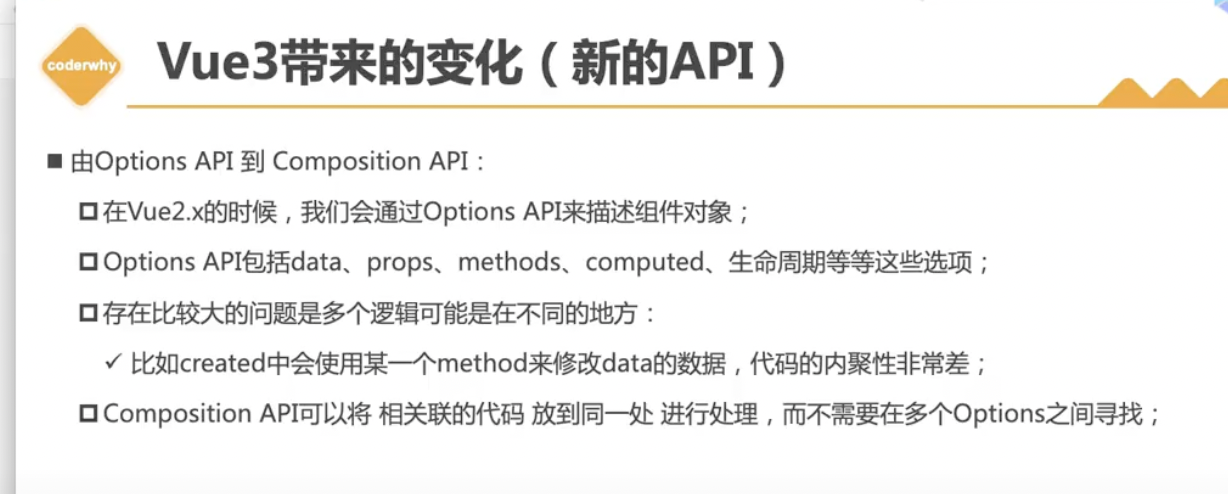 coderwhy
Vue3带来的变化（新的API）
由Options API 到 Composition API：
在Vue2.x的时候，我们会通过Options API来描述组件对象；
Options API包括data、props、methods、computed、生命周期等等这些选项；
存在比较大的问题是多个逻辑可能是在不同的地方：
比如created中会使用某一个method来修改data的数据，代码的内聚性非常差；
Composition API可以将 相关联的代码 放到同一处 进行处理，而不需要在多个Options之间寻找；